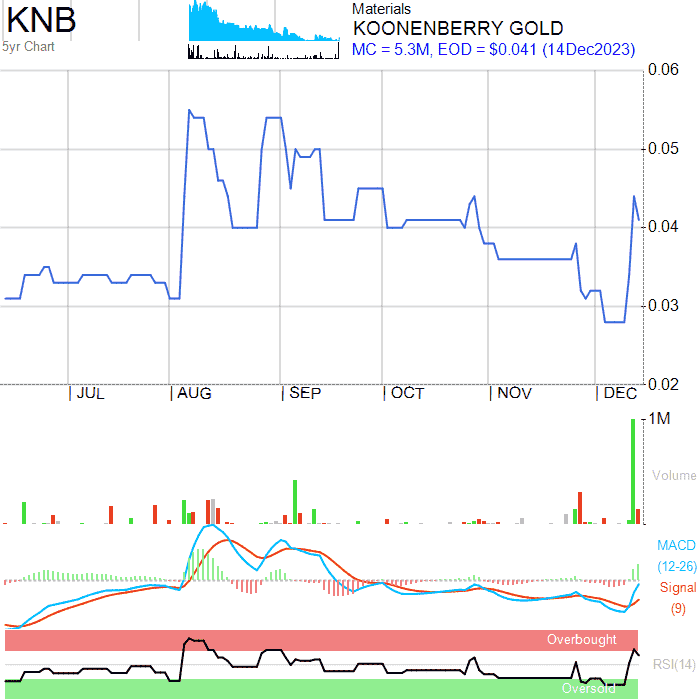 KNB
5yr Chart
Materials
KOONENBERRY GOLD
MC = 5.3M, EOD = $0.041 (14Dec2023)
0.06
0.05
0.04
0.03
0.02
JUL
AUG
SEP
OCT
NOV
DEC
1M
Volume
MACD
(12-26)
Signal
(9)
Overbought
RSI(14)
Oversold